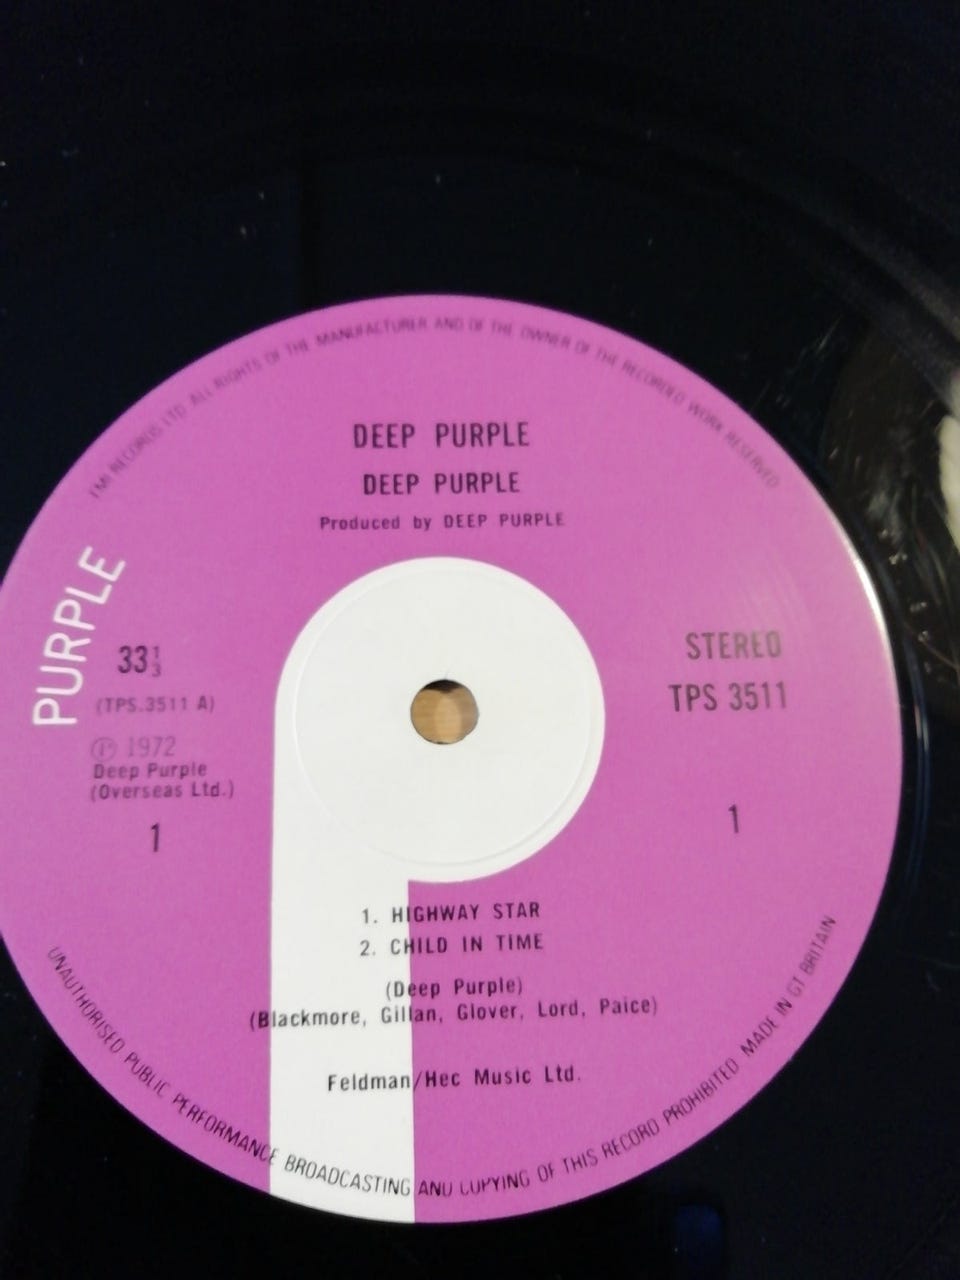 EMI RECORDS LTD. ALL RIGHTS OF THE MANUFACTURER AND OF THE OWNER OF THE RECORDED WORK RESERVED
DEEP PURPLE
DEEP PURPLE
Produced by DEEP PURPLE
PURPLE
33 1/3
(TPS.3511 A)
Ⓟ 1972
Deep Purple
(Overseas Ltd.)
1
STEREO
TPS 3511
1
1. HIGHWAY STAR
2. CHILD IN TIME
(Deep Purple)
(Blackmore, Gillan, Glover, Lord, Paice)
Feldman/Hec Music Ltd.
UNAUTHORISED PUBLIC PERFORMANCE BROADCASTING AND COPYING OF THIS RECORD PROHIBITED MADE IN GT BRITAIN